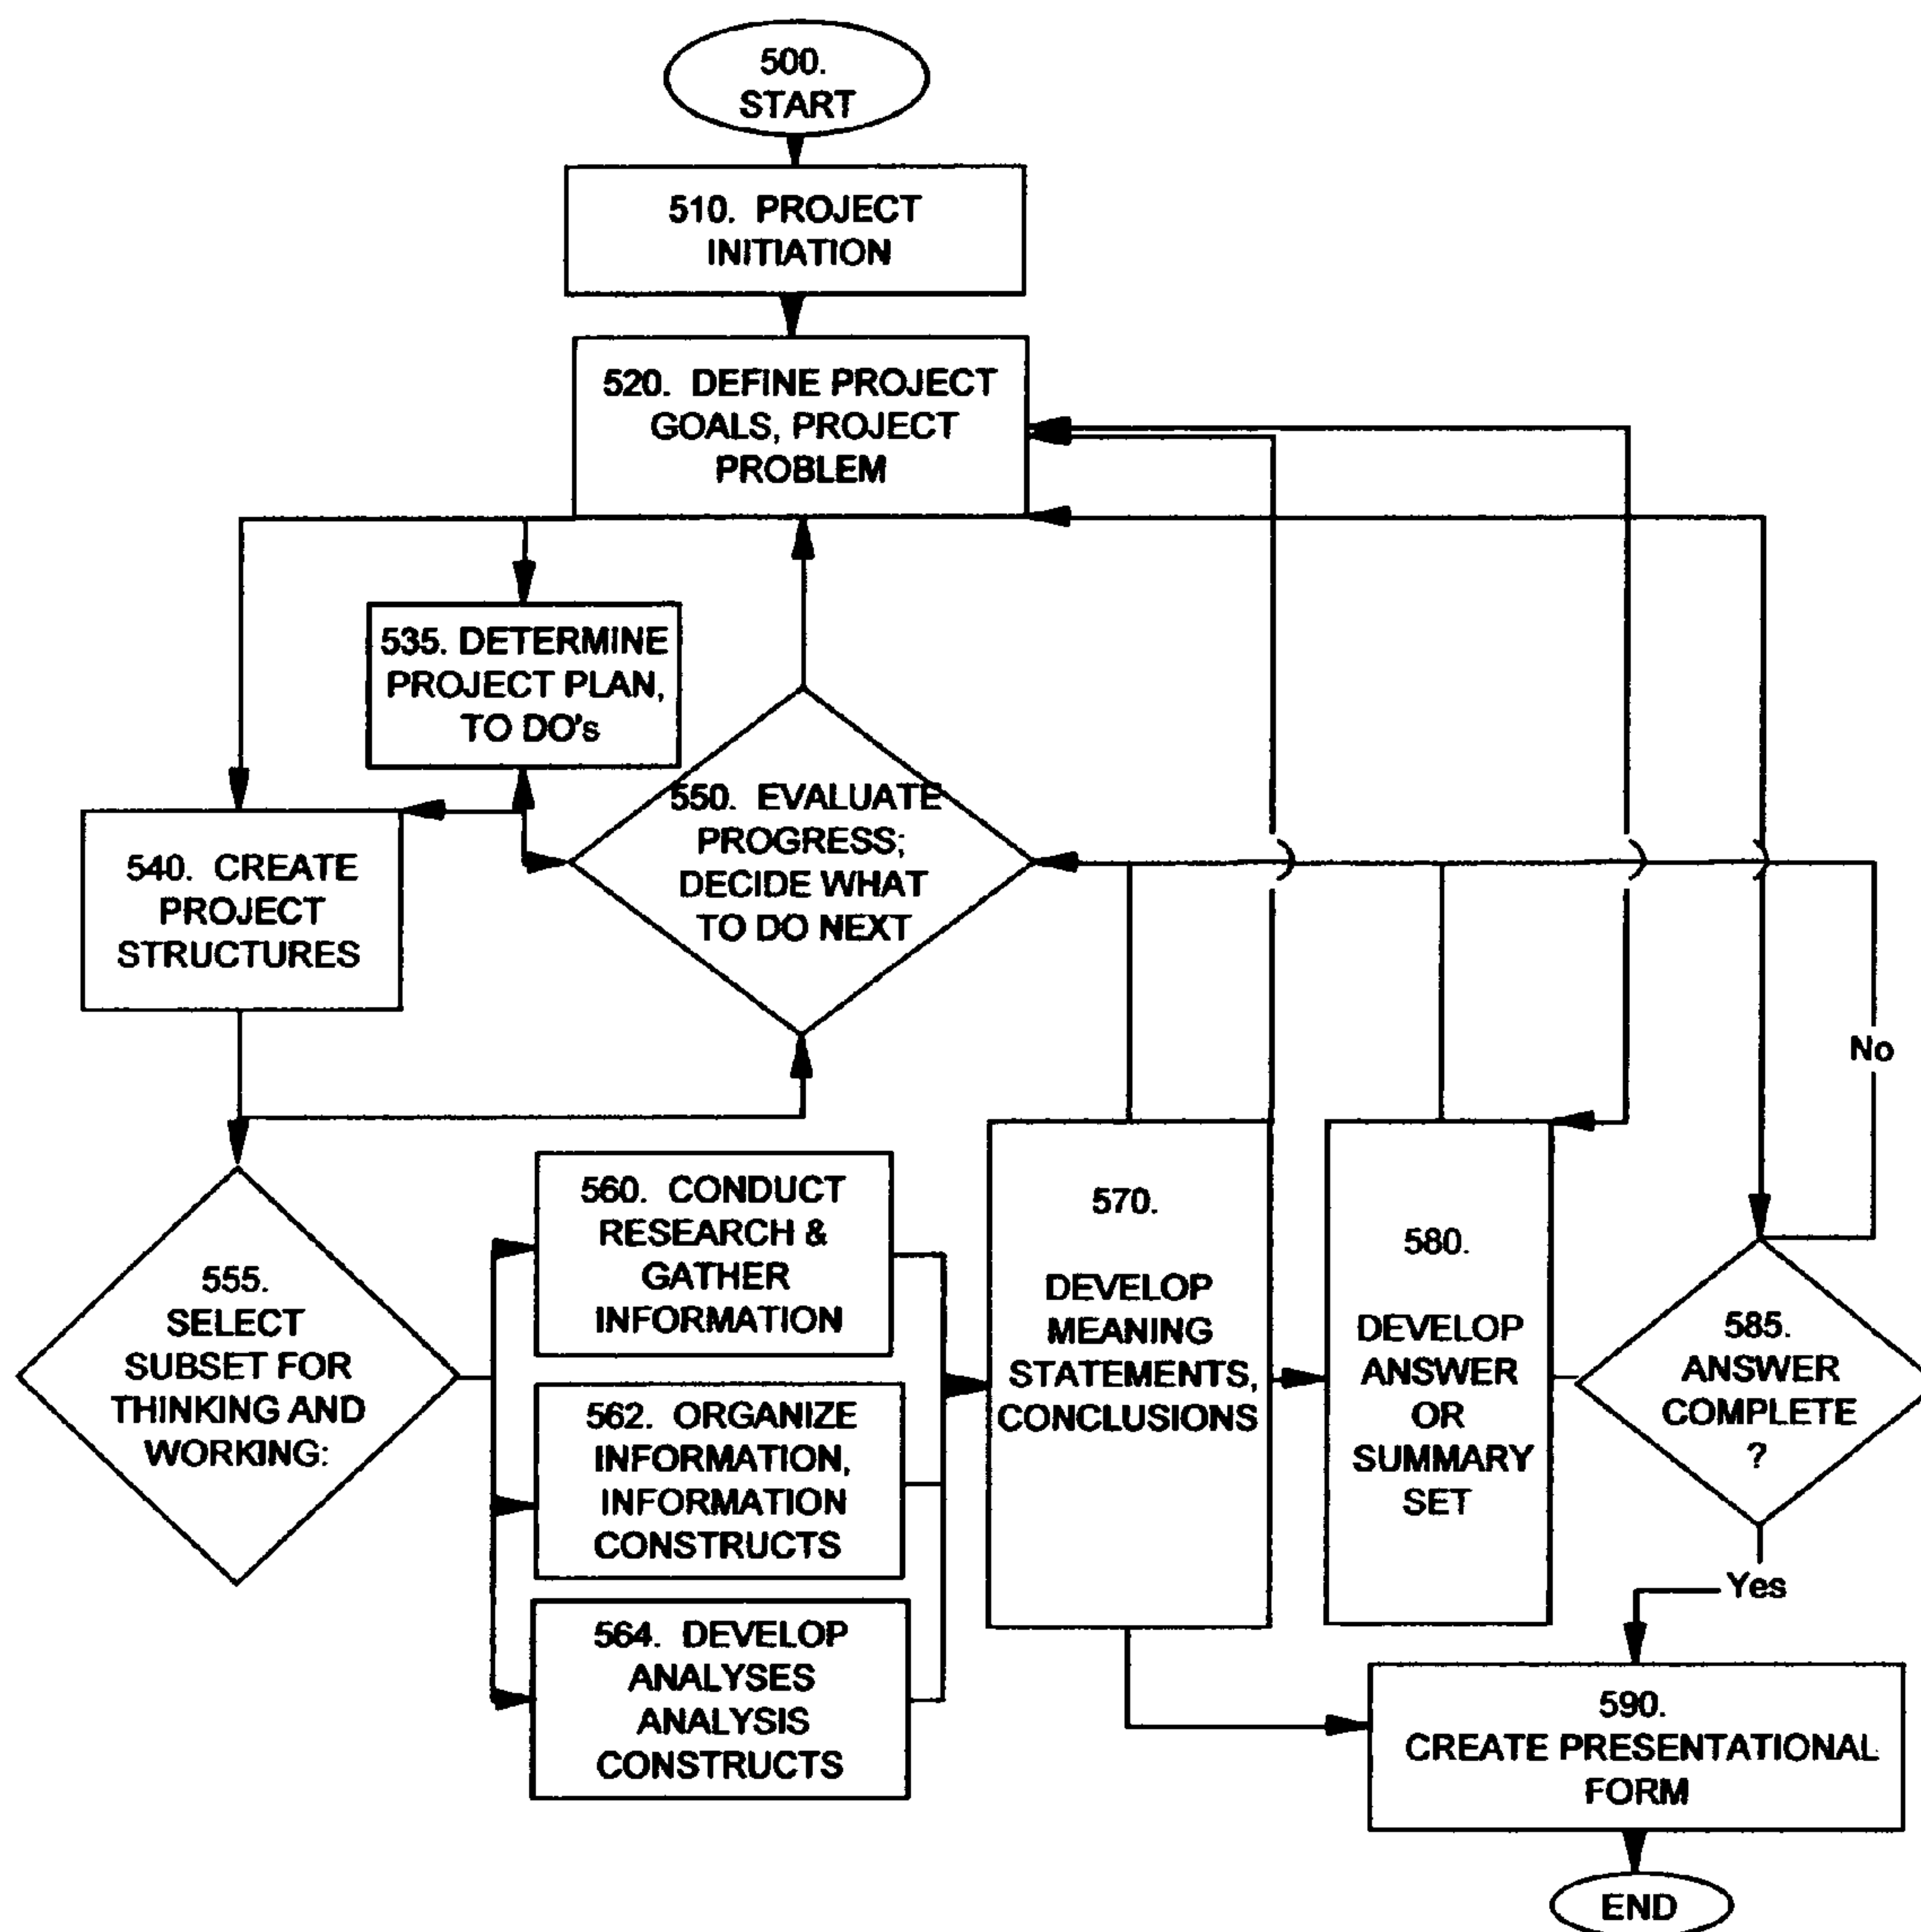 500.
START
510. PROJECT
INITIATION
520. DEFINE PROJECT
GOALS, PROJECT
PROBLEM
535. DETERMINE
PROJECT PLAN,
TO DO's
540. CREATE
PROJECT
STRUCTURES
550. EVALUATE
PROGRESS;
DECIDE WHAT
TO DO NEXT
No
555.
SELECT
SUBSET FOR
THINKING AND
WORKING:
560. CONDUCT
RESEARCH &
GATHER
INFORMATION
562. ORGANIZE
INFORMATION,
INFORMATION
CONSTRUCTS
564. DEVELOP
ANALYSES
ANALYSIS
CONSTRUCTS
570.
DEVELOP
MEANING
STATEMENTS,
CONCLUSIONS
580.
DEVELOP
ANSWER
OR
SUMMARY
SET
585.
ANSWER
COMPLETE
?
Yes
590.
CREATE PRESENTATIONAL
FORM
END